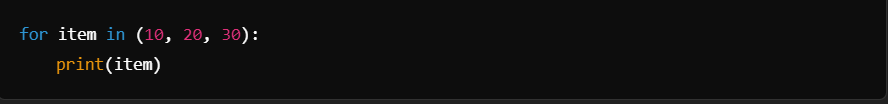 for item in (10, 20, 30):
    print(item)